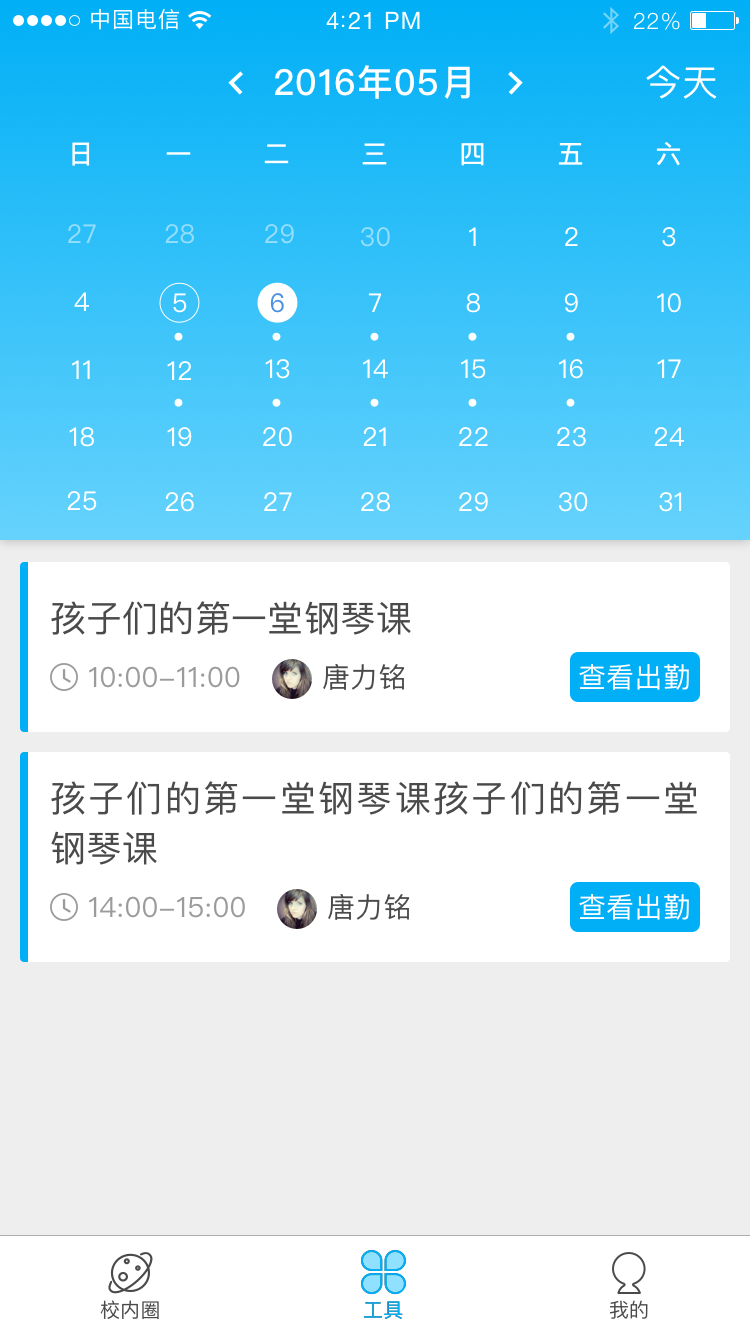 中国电信 4:21 PM 22%
2016年05月 今天
日 一 二 三 四 五 六
27 28 29 30 1 2 3
4 5 6 7 8 9 10
11 12 13 14 15 16 17
18 19 20 21 22 23 24
25 26 27 28 29 30 31
孩子们的第一堂钢琴课
10:00–11:00 唐力铭 查看出勤
孩子们的第一堂钢琴课孩子们的第一堂
钢琴课
14:00–15:00 唐力铭 查看出勤
校内圈 工具 我的